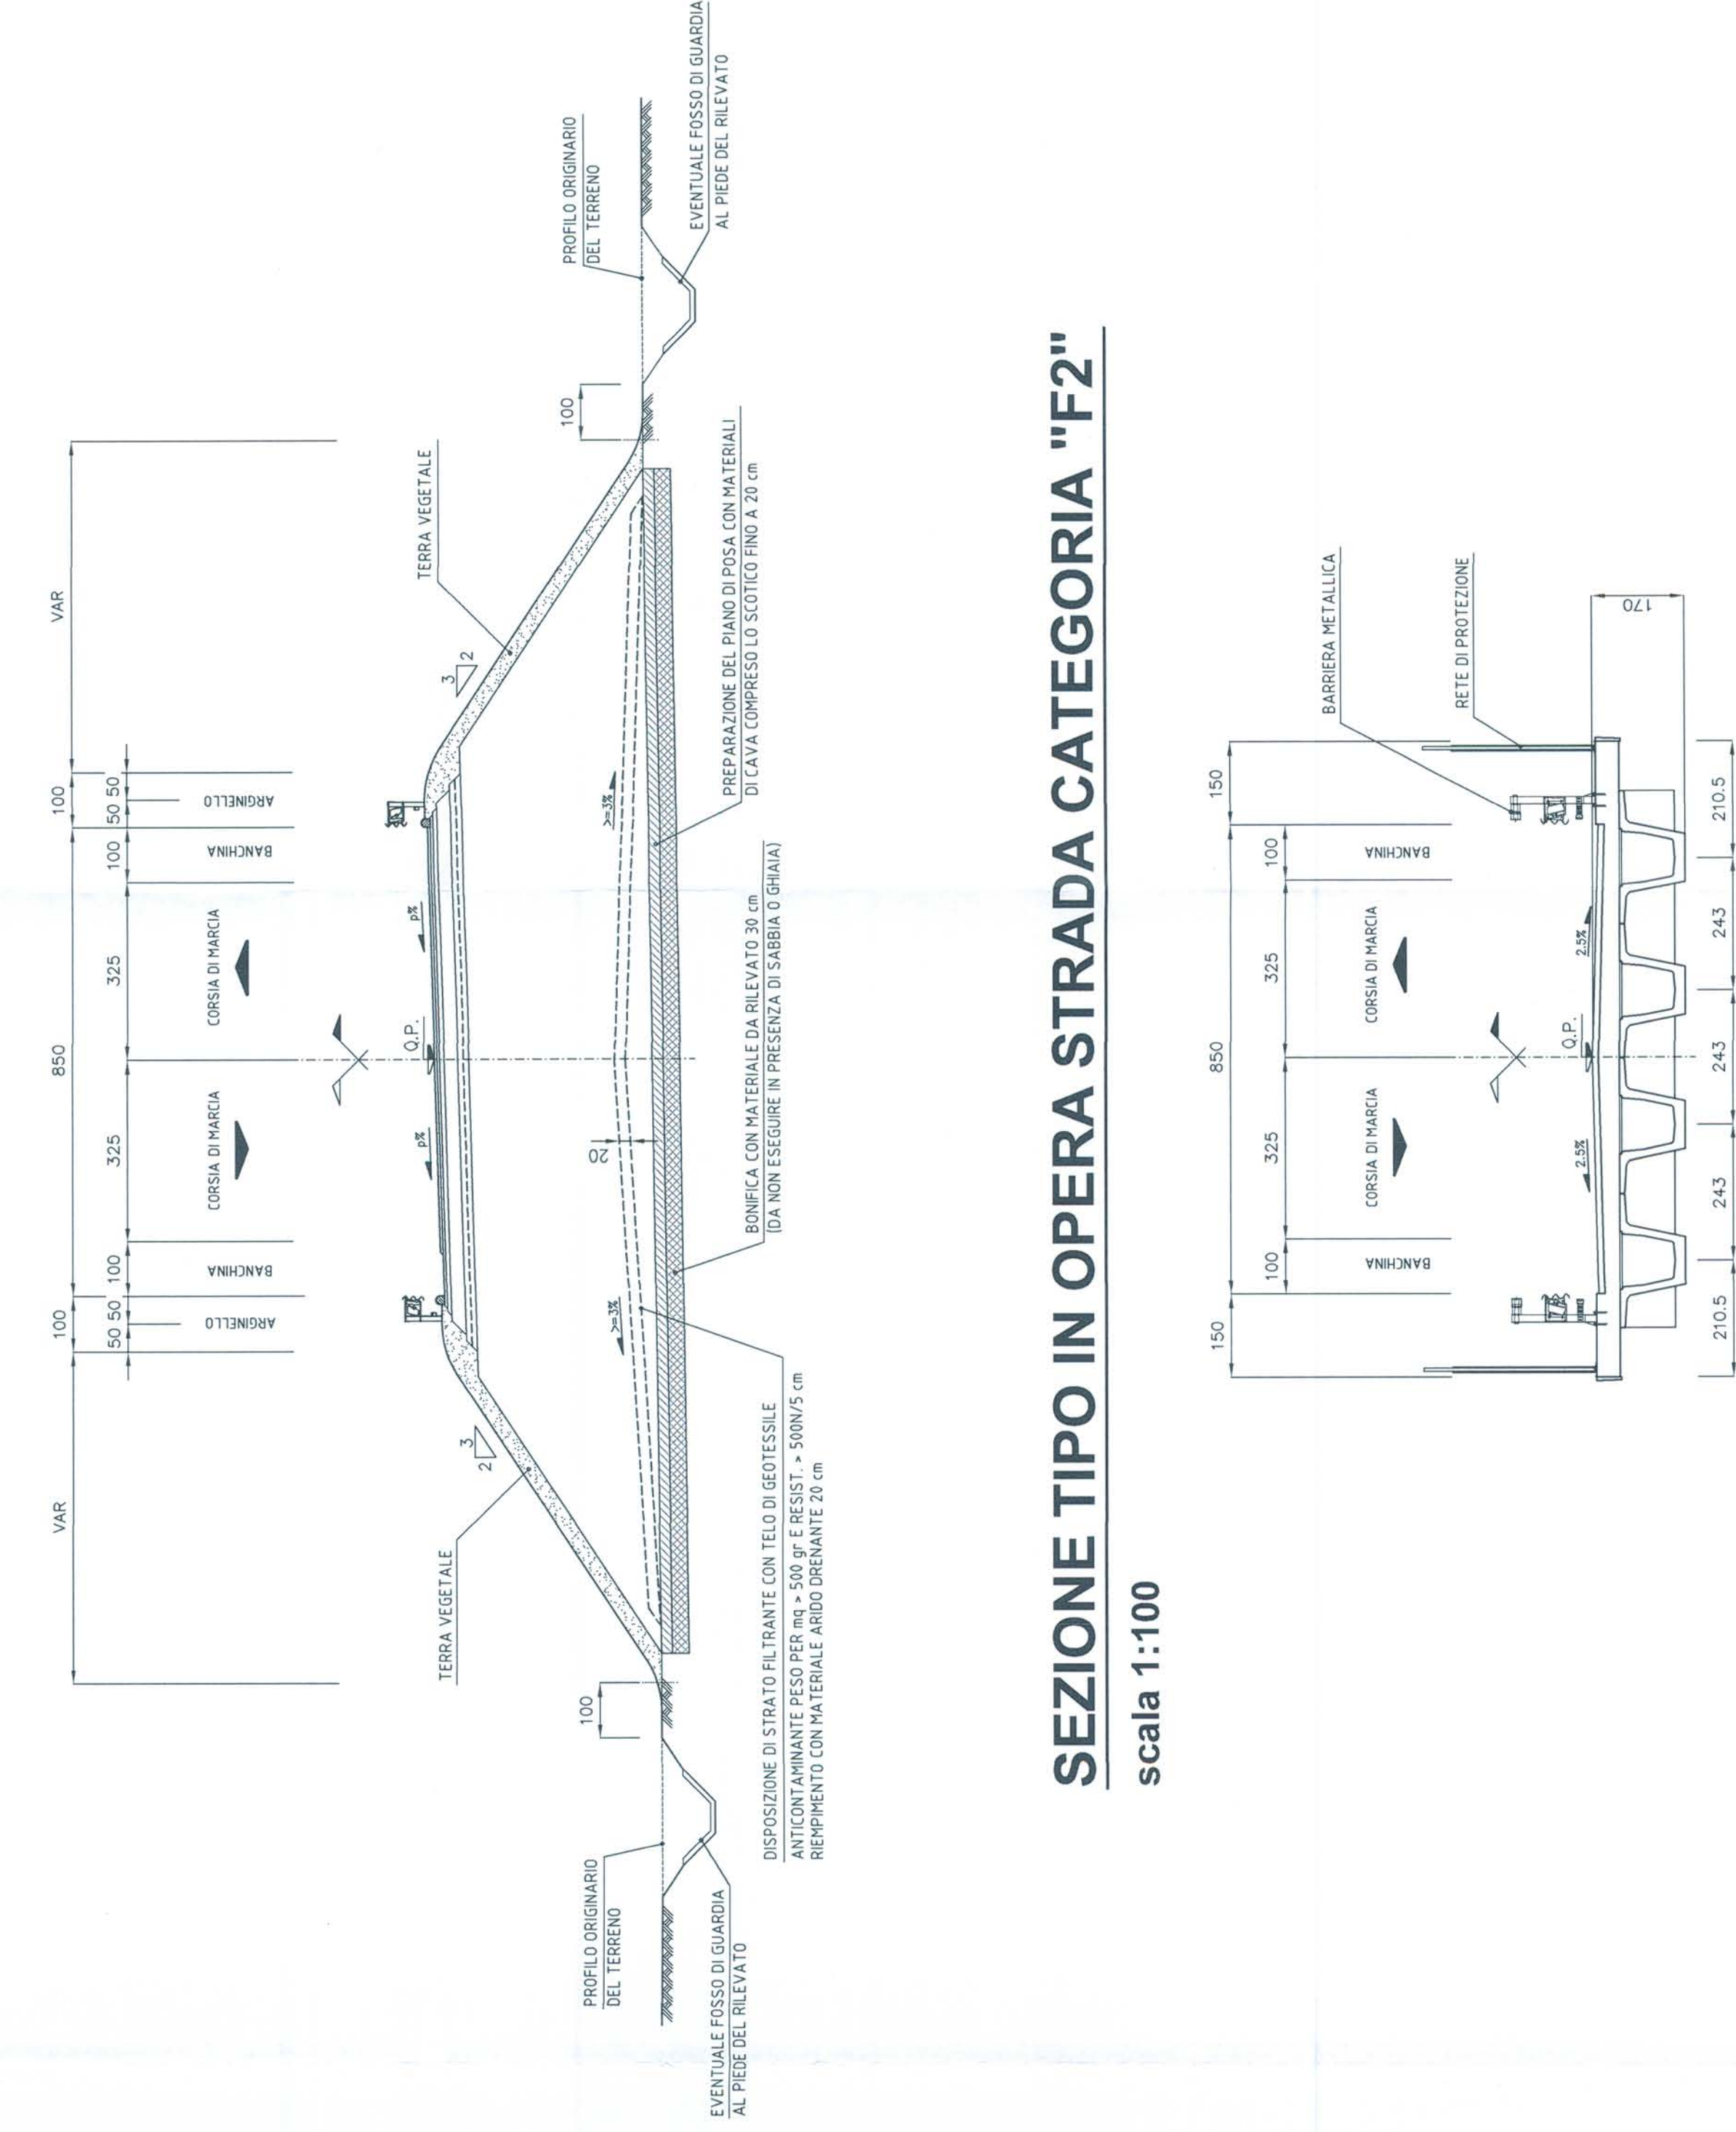 VAR 100 850 100 VAR
50 50 100 325 325 100 50 50
ARGINELLO BANCHINA CORSIA DI MARCIA CORSIA DI MARCIA BANCHINA ARGINELLO
Q.P.
p% p%
TERRA VEGETALE
TERRA VEGETALE
3
2
3
2
PROFILO ORIGINARIO
DEL TERRENO
100
20
>=3% >=3%
100
PROFILO ORIGINARIO
DEL TERRENO
EVENTUALE FOSSO DI GUARDIA
AL PIEDE DEL RILEVATO
EVENTUALE FOSSO DI GUARDIA
AL PIEDE DEL RILEVATO
DISPOSIZIONE DI STRATO FILTRANTE CON TELO DI GEOTESSILE
ANTICONTAMINANTE PESO PER mq > 500 gr E RESIST. > 500N/5 cm
RIEMPIMENTO CON MATERIALE ARIDO DRENANTE 20 cm
BONIFICA CON MATERIALE DA RILEVATO 30 cm
(DA NON ESEGUIRE IN PRESENZA DI SABBIA O GHIAIA)
PREPARAZIONE DEL PIANO DI POSA CON MATERIALI
DI CAVA COMPRESO LO SCOTICO FINO A 20 cm
SEZIONE TIPO IN OPERA STRADA CATEGORIA "F2"
scala 1:100
150 850 150
100 325 325 100
BANCHINA CORSIA DI MARCIA CORSIA DI MARCIA BANCHINA
BARRIERA METALLICA
RETE DI PROTEZIONE
Q.P.
2.5% 2.5%
170
210.5 243 243 243 243 210.5